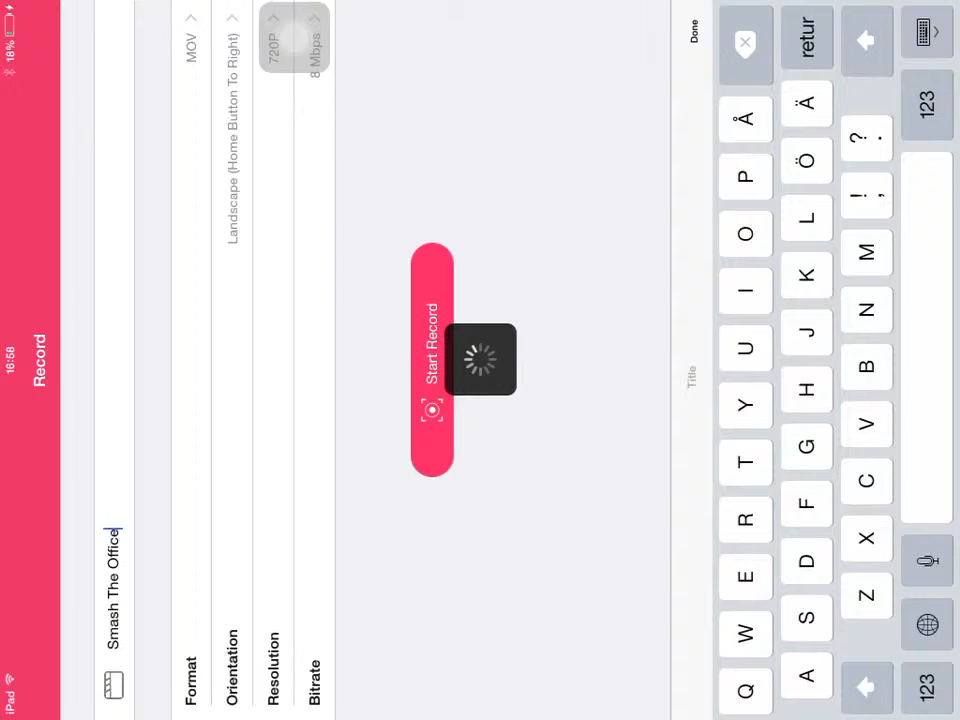 iPad 16:58 18%
Record
Smash The Office
Format MOV
Orientation Landscape (Home Button To Right)
Resolution 720P
Bitrate 8 Mbps
Start Record
Title Done
Q W E R T Y U I O P Å
A S D F G H J K L Ö Ä retur
Z X C V B N M ! , ? .
123 123